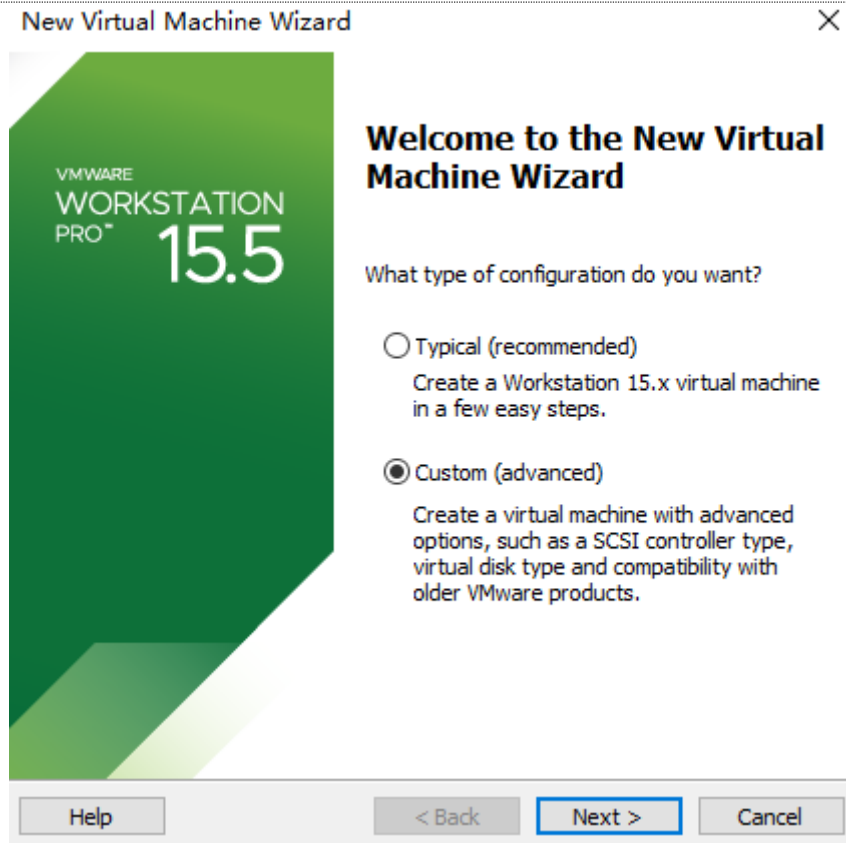 New Virtual Machine Wizard
VMWARE
WORKSTATION
PRO™ 15.5
Welcome to the New Virtual
Machine Wizard
What type of configuration do you want?
Typical (recommended)
Create a Workstation 15.x virtual machine
in a few easy steps.
Custom (advanced)
Create a virtual machine with advanced
options, such as a SCSI controller type,
virtual disk type and compatibility with
older VMware products.
Help < Back Next > Cancel